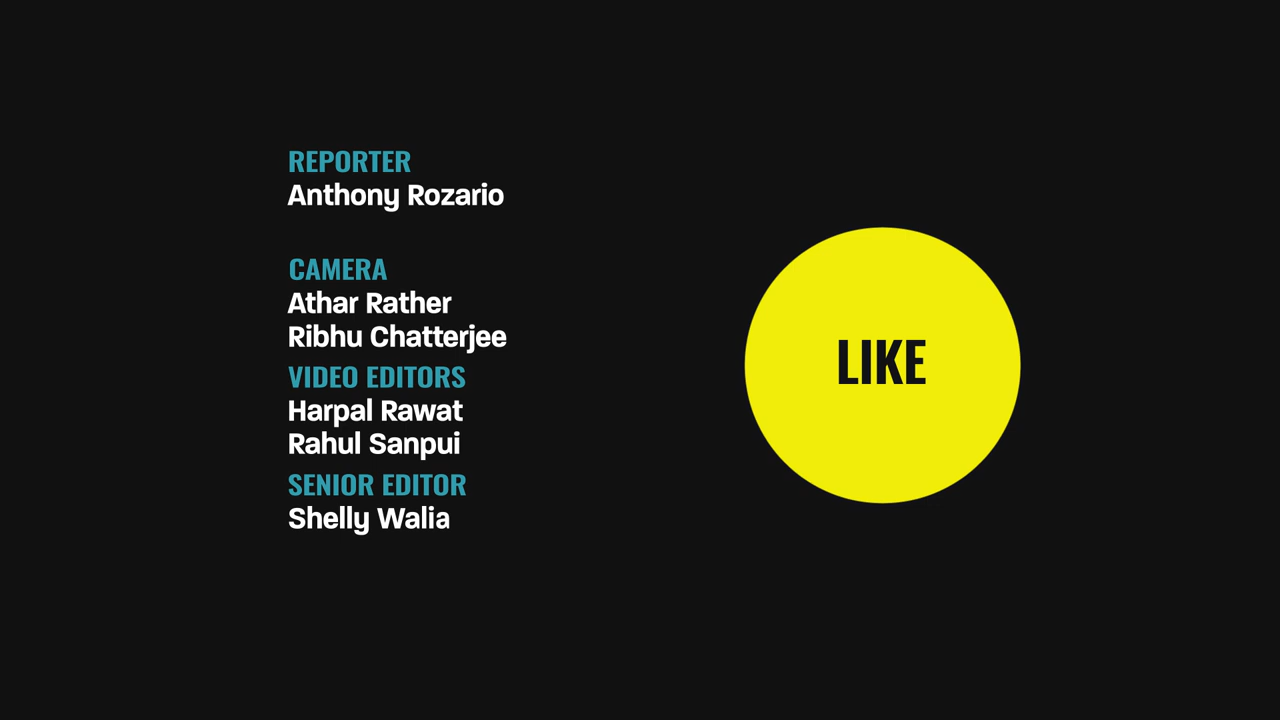 REPORTER
Anthony Rozario
CAMERA
Athar Rather
Ribhu Chatterjee
VIDEO EDITORS
Harpal Rawat
Rahul Sanpui
SENIOR EDITOR
Shelly Walia
LIKE